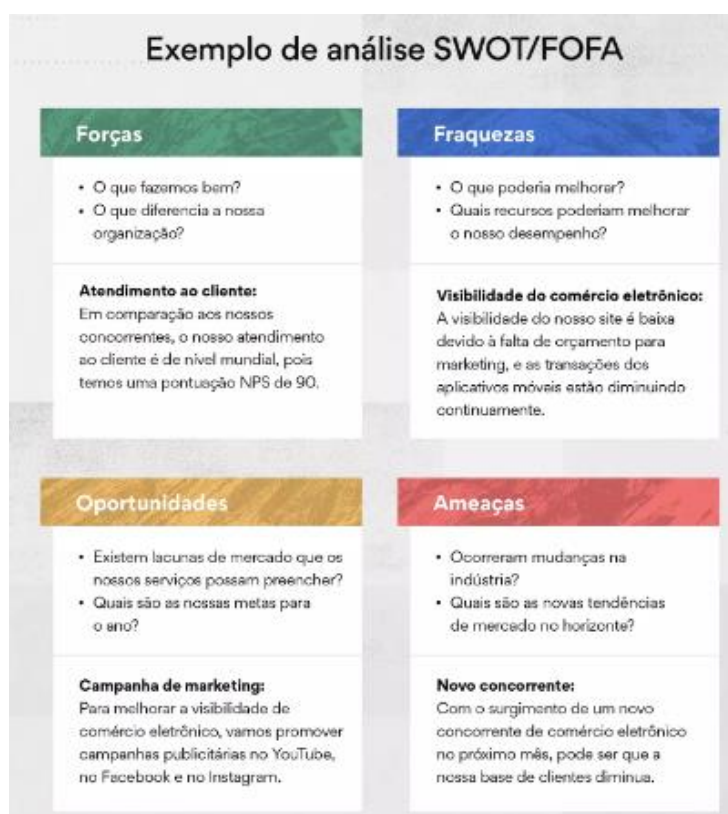 Exemplo de análise SWOT/FOFA
Forças
• O que fazemos bem?
• O que diferencia a nossa
organização?
Atendimento ao cliente:
Em comparação aos nossos
concorrentes, o nosso atendimento
ao cliente é de nível mundial, pois
temos uma pontuação NPS de 90.
Fraquezas
• O que poderia melhorar?
• Quais recursos poderiam melhorar
o nosso desempenho?
Visibilidade do comércio eletrônico:
A visibilidade do nosso site é baixa
devido à falta de orçamento para
marketing, e as transações dos
aplicativos móveis estão diminuindo
continuamente.
Oportunidades
• Existem lacunas de mercado que os
nossos serviços possam preencher?
• Quais são as nossas metas para
o ano?
Campanha de marketing:
Para melhorar a visibilidade de
comércio eletrônico, vamos promover
campanhas publicitárias no YouTube,
no Facebook e no Instagram.
Ameaças
• Ocorreram mudanças na
indústria?
• Quais são as novas tendências
de mercado no horizonte?
Novo concorrente:
Com o surgimento de um novo
concorrente de comércio eletrônico
no próximo mês, pode ser que a
nossa base de clientes diminua.